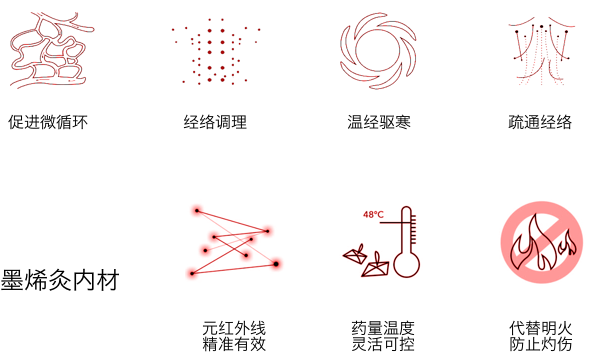 促进微循环
经络调理
温经驱寒
疏通经络
48℃
墨烯灸内材
元红外线
精准有效
药量温度
灵活可控
代替明火
防止灼伤